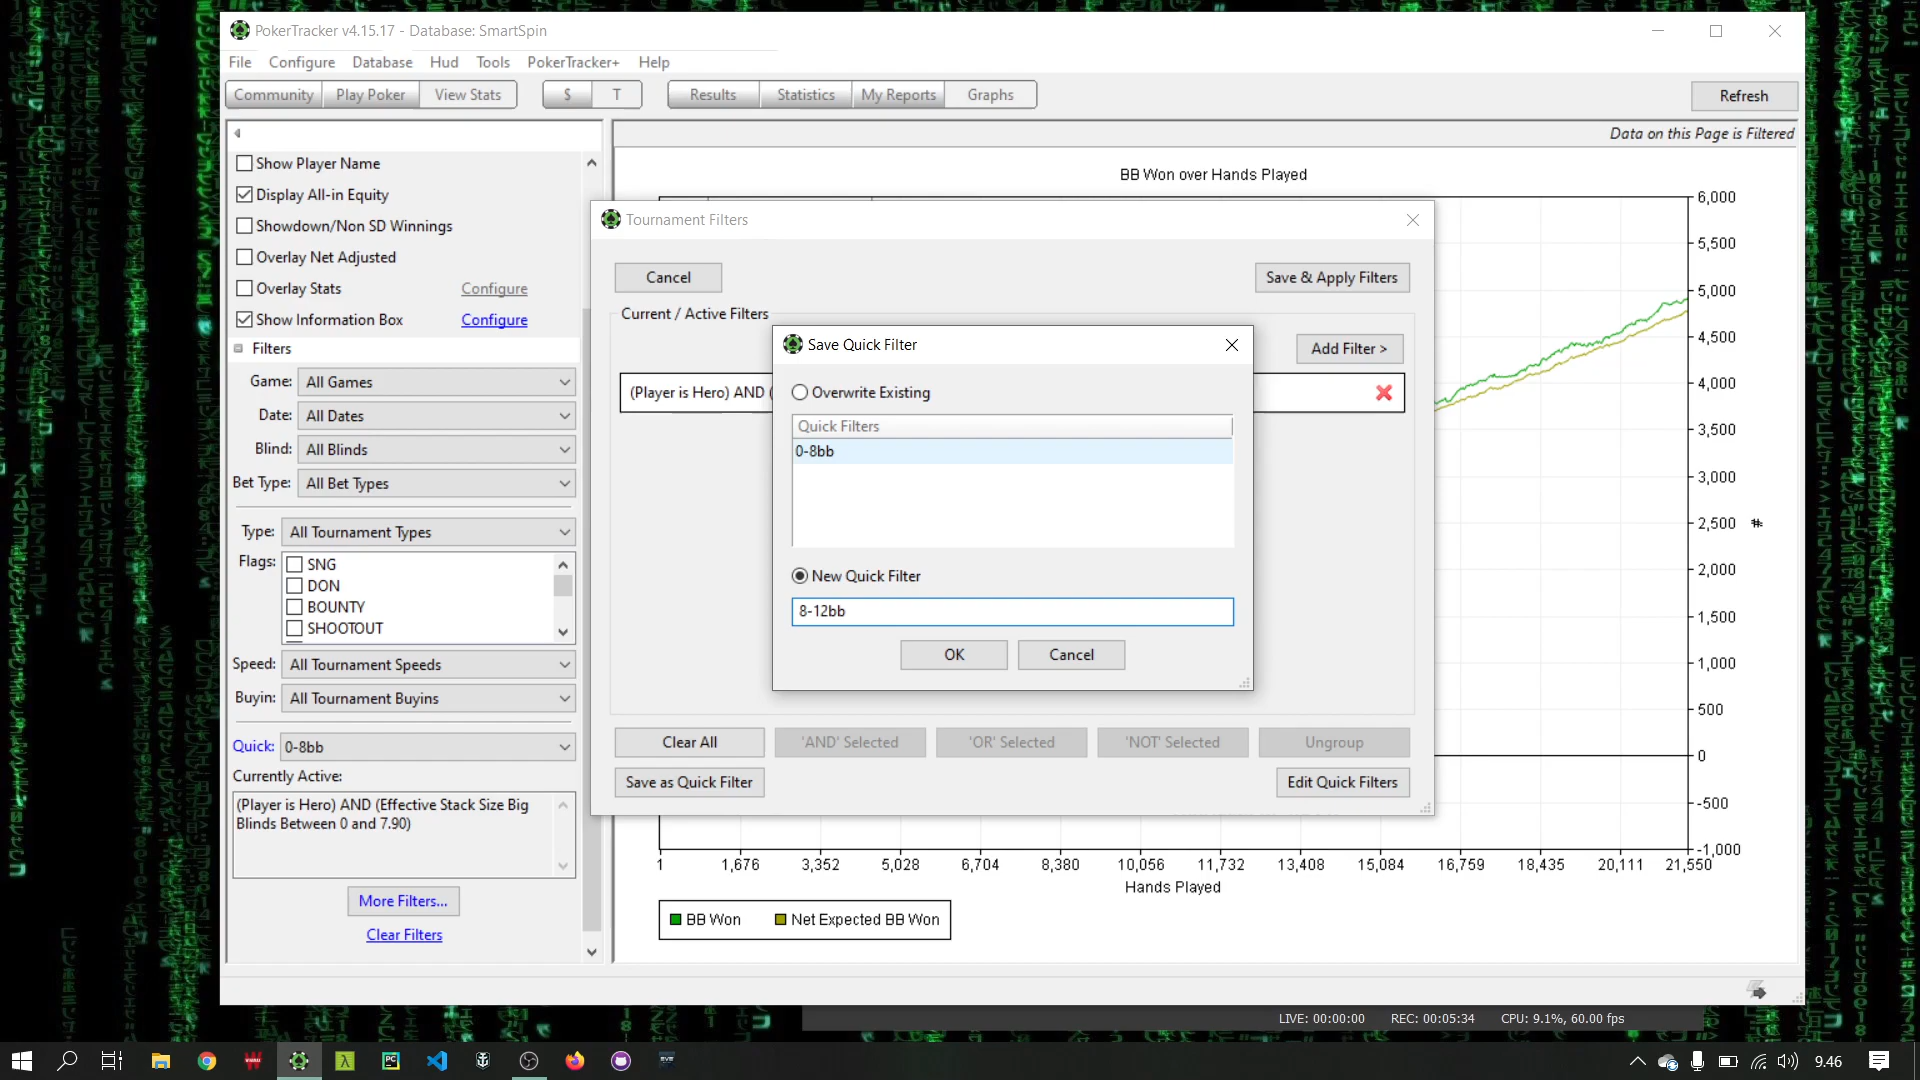 PokerTracker v4.15.17 - Database: SmartSpin
File Configure Database Hud Tools PokerTracker+ Help
Community Play Poker View Stats $ T Results Statistics My Reports Graphs Refresh
Data on this Page is Filtered
Show Player Name
Display All-in Equity
Showdown/Non SD Winnings
Overlay Net Adjusted
Overlay Stats Configure
Show Information Box Configure
Filters
Game: All Games
Date: All Dates
Blind: All Blinds
Bet Type: All Bet Types
Type: All Tournament Types
Flags: SNG
DON
BOUNTY
SHOOTOUT
Speed: All Tournament Speeds
Buyin: All Tournament Buyins
Quick: 0-8bb
Currently Active:
(Player is Hero) AND (Effective Stack Size Big
Blinds Between 0 and 7.90)
More Filters...
Clear Filters
BB Won over Hands Played
6,000
5,500
5,000
4,500
4,000
3,500
3,000
2,500
#
2,000
1,500
1,000
500
0
-500
-1,000
1 1,676 3,352 5,028 6,704 8,380 10,056 11,732 13,408 15,084 16,759 18,435 20,111 21,550
Hands Played
BB Won Net Expected BB Won
Tournament Filters
Cancel Save & Apply Filters
Current / Active Filters
Add Filter >
(Player is Hero) AND (
Clear All 'AND' Selected 'OR' Selected 'NOT' Selected Ungroup
Save as Quick Filter Edit Quick Filters
Save Quick Filter
Overwrite Existing
Quick Filters
0-8bb
New Quick Filter
8-12bb
OK Cancel
LIVE: 00:00:00 REC: 00:05:34 CPU: 9.1%, 60.00 fps
9.46